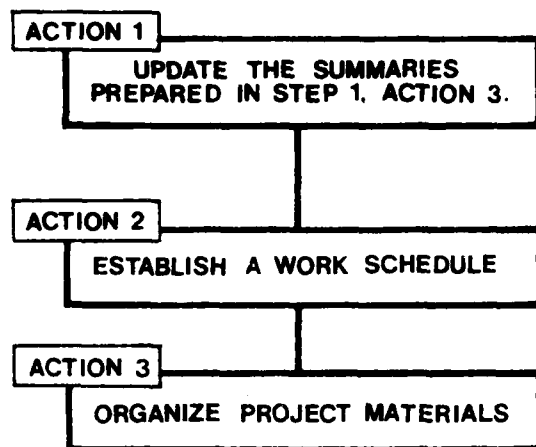 ACTION 1
UPDATE THE SUMMARIES
PREPARED IN STEP 1, ACTION 3.
ACTION 2
ESTABLISH A WORK SCHEDULE
ACTION 3
ORGANIZE PROJECT MATERIALS